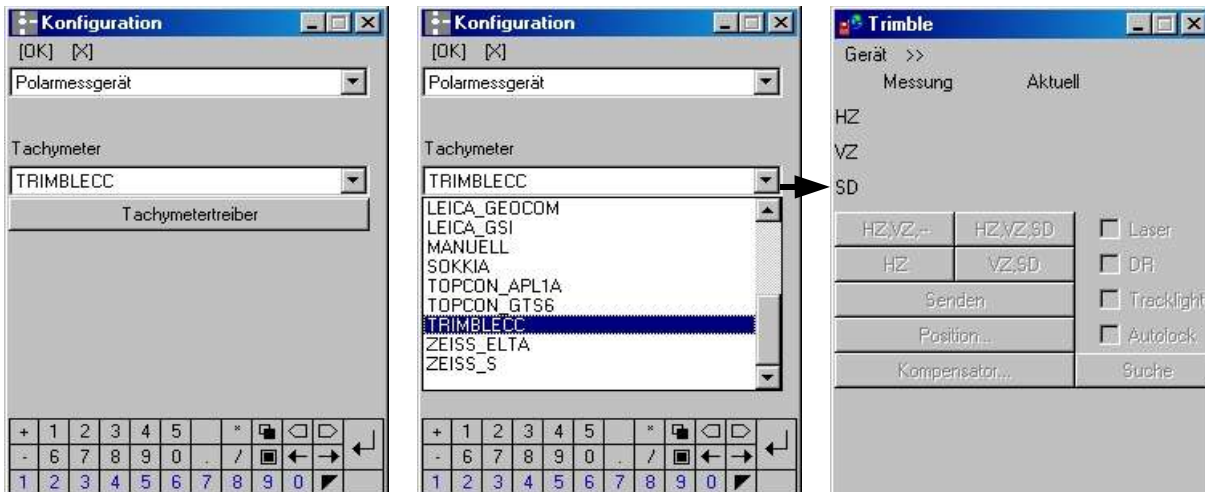 Konfiguration
[OK] [X]
Polarmessgerät
Tachymeter
TRIMBLECC
Tachymetertreiber
+ 1 2 3 4 5 *
- 6 7 8 9 0 . /
1 2 3 4 5 6 7 8 9 0
Konfiguration
[OK] [X]
Polarmessgerät
Tachymeter
TRIMBLECC
LEICA_GEOCOM
LEICA_GSI
MANUELL
SOKKIA
TOPCON_APL1A
TOPCON_GTS6
TRIMBLECC
ZEISS_ELTA
ZEISS_S
+ 1 2 3 4 5 *
- 6 7 8 9 0 . /
1 2 3 4 5 6 7 8 9 0
Trimble
Gerät >>
Messung Aktuell
HZ
VZ
SD
HZ,VZ,-- HZ,VZ,SD Laser
HZ VZ,SD DR
Senden Tracklight
Position... Autolock
Kompensator... Suche